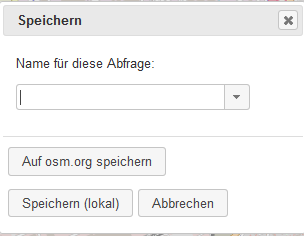 Speichern
Name für diese Abfrage:
Auf osm.org speichern
Speichern (lokal)
Abbrechen